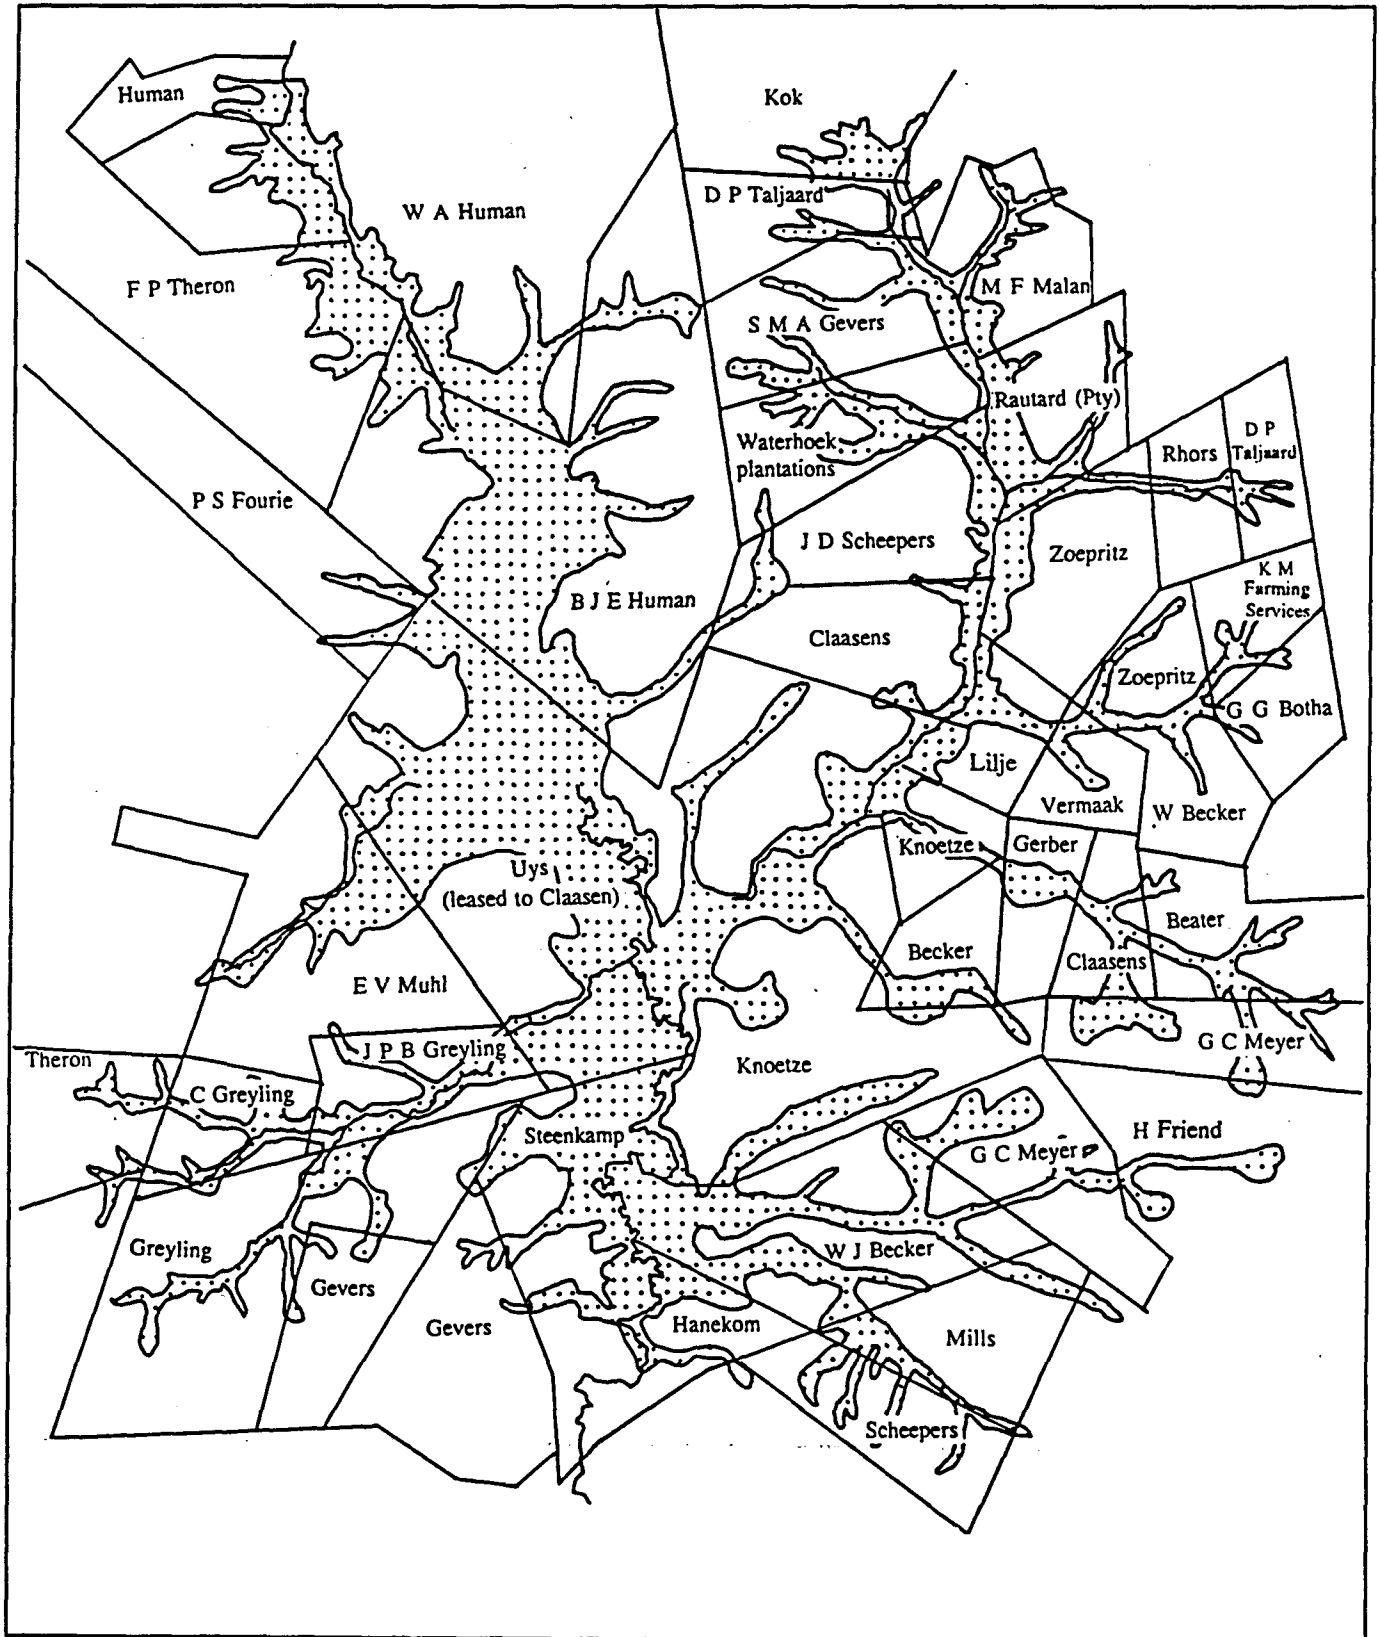 Human
Kok
D P Taljaard
W A Human
F P Theron
M F Malan
S M A Gevers
Rautard (Pty)
Waterhoek
plantations
Rhors
D P
Taljaard
P S Fourie
J D Scheepers
Zoepritz
K M
Farming
Services
B J E Human
Claasens
Zoepritz
G G Botha
Lilje
Vermaak
W Becker
Knoetze
Gerber
Uys
(leased to Claasen)
Beater
Becker
Claasens
E V Muhl
G C Meyer
J P B Greyling
Theron
Knoetze
C Greyling
Steenkamp
H Friend
G C Meyer
Greyling
W J Becker
Gevers
Gevers
Hanekom
Mills
Scheepers